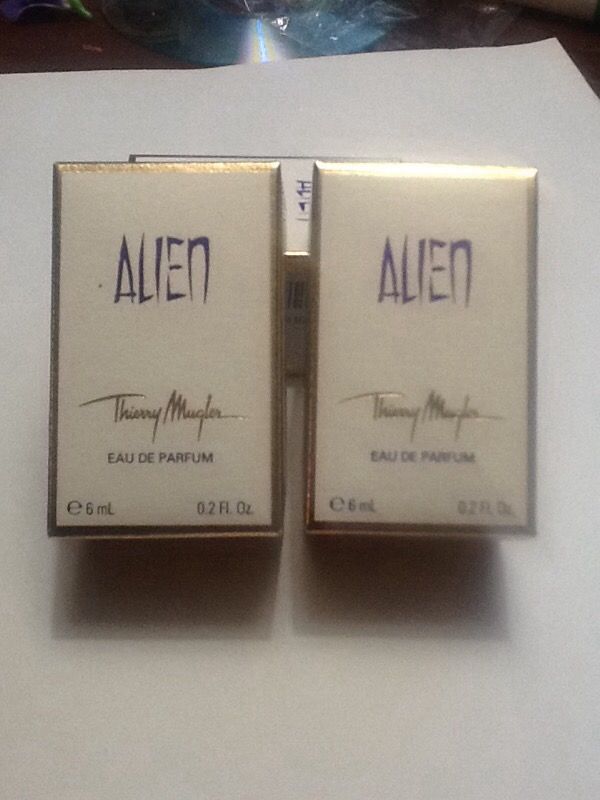 ALIEN
Thierry Mugler
EAU DE PARFUM
℮ 6 mL 0.2 Fl. Oz.
ALIEN
Thierry Mugler
EAU DE PARFUM
℮ 6 mL 0.2 Fl. Oz.